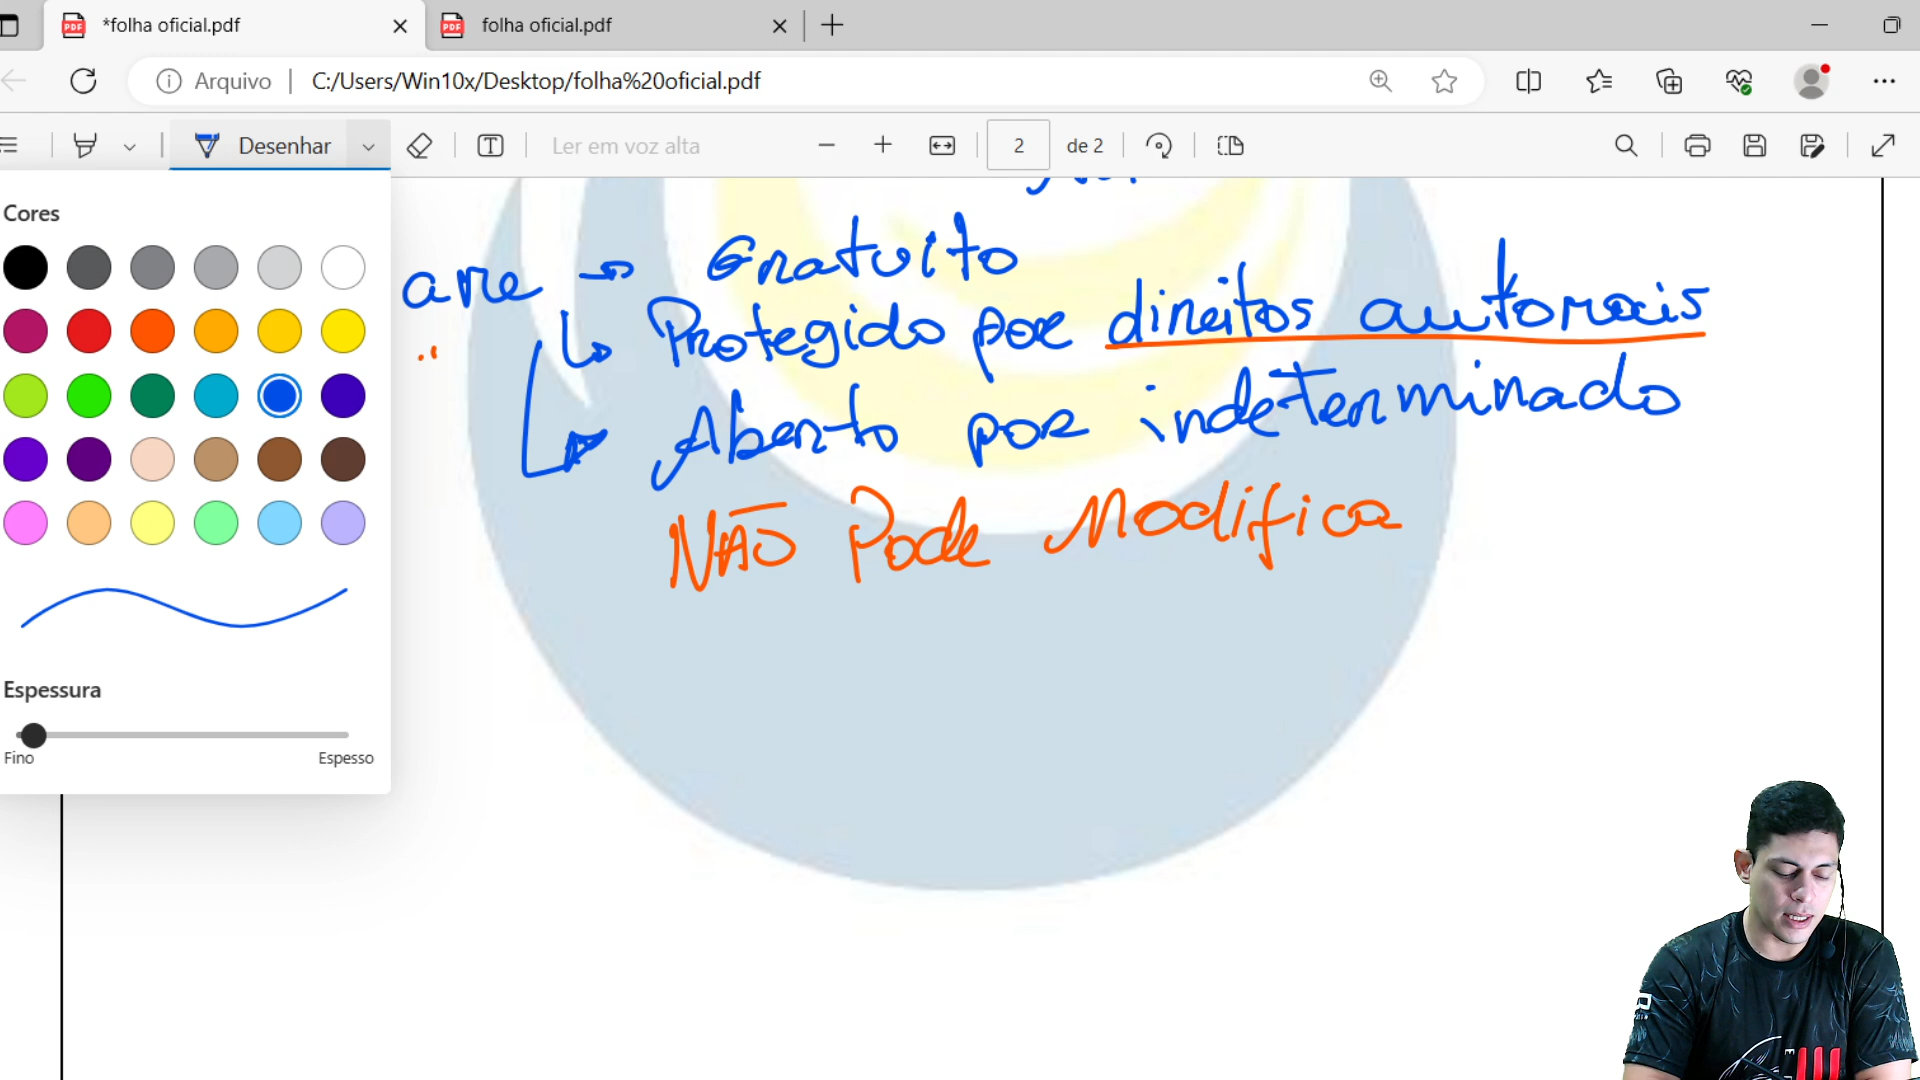 *folha oficial.pdf
folha oficial.pdf
Arquivo
C:/Users/Win10x/Desktop/folha%20oficial.pdf
Desenhar
Ler em voz alta
2
de 2
Cores
Espessura
Fino
Espesso
are → Gratuito
Protegido por direitos autorais
Aberto por indeterminado
NÃO Pode Modifica